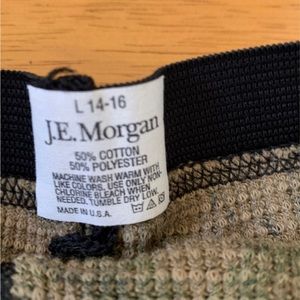 L 14-16
J.E. Morgan
50% COTTON
50% POLYESTER
MACHINE WASH WARM WITH
LIKE COLORS. USE ONLY NON-
CHLORINE BLEACH WHEN
NEEDED. TUMBLE DRY LOW.
MADE IN U.S.A.